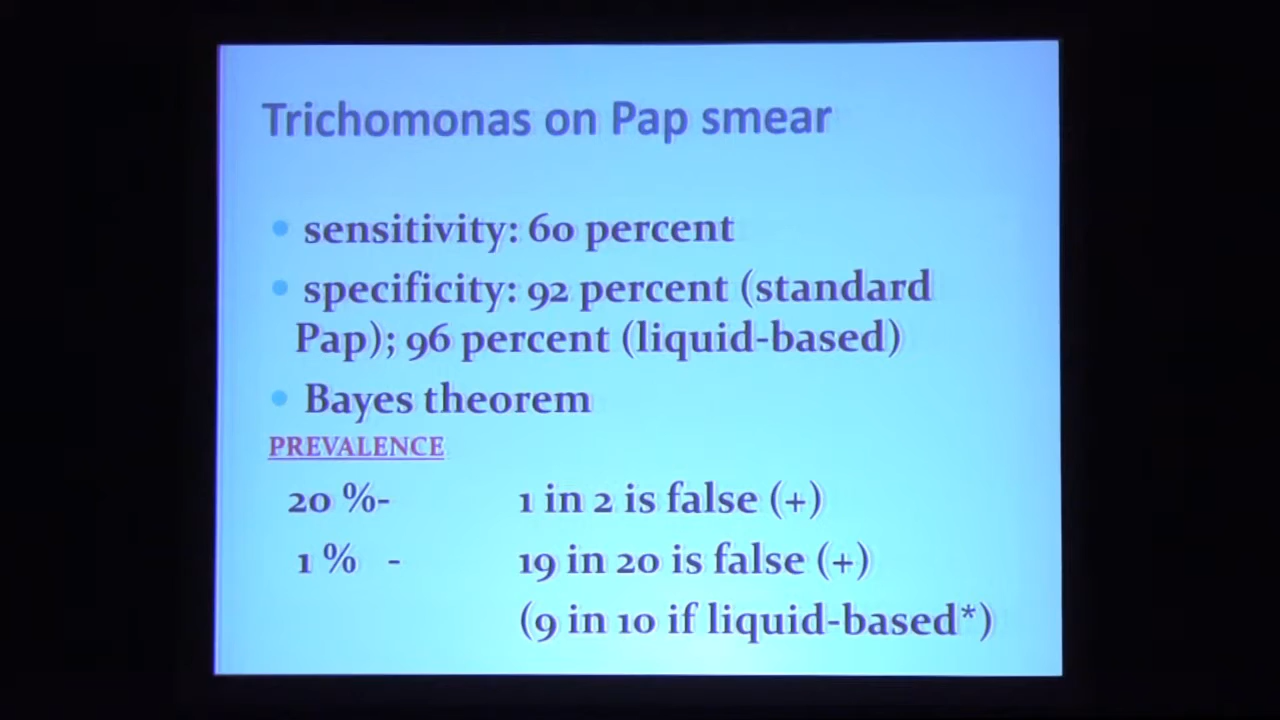 Trichomonas on Pap smear
• sensitivity: 60 percent
• specificity: 92 percent (standard
Pap); 96 percent (liquid-based)
• Bayes theorem
PREVALENCE
20 %- 1 in 2 is false (+)
1 % - 19 in 20 is false (+)
(9 in 10 if liquid-based*)